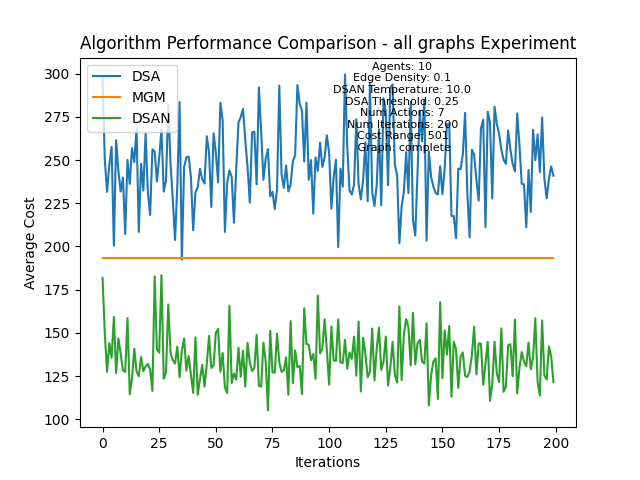 Algorithm Performance Comparison - all graphs Experiment
DSA
MGM
DSAN
Agents: 10
Edge Density: 0.1
DSAN Temperature: 10.0
DSA Threshold: 0.25
Num Actions: 7
Num Iterations: 200
Cost Range: 501
Graph: complete
Average Cost
300
275
250
225
200
175
150
125
100
0
25
50
75
100
125
150
175
200
Iterations